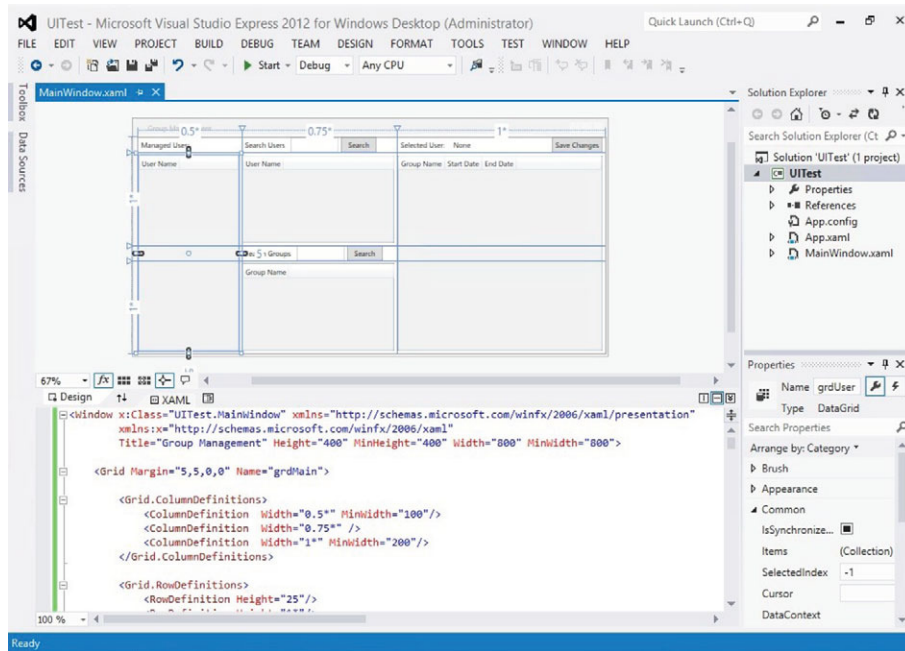 UITest - Microsoft Visual Studio Express 2012 for Windows Desktop (Administrator)
Quick Launch (Ctrl+Q)
FILE EDIT VIEW PROJECT BUILD DEBUG TEAM DESIGN FORMAT TOOLS TEST WINDOW HELP
Start Debug Any CPU
Toolbox
Data Sources
MainWindow.xaml
0.5* 0.75* 1*
Managed User Search Users Search Selected User: None Save Changes
User Name User Name Group Name Start Date End Date
1*
Groups Search
Group Name
1*
67% fx
Design XAML
<Window x:Class="UITest.MainWindow" xmlns="http://schemas.microsoft.com/winfx/2006/xaml/presentation"
xmlns:x="http://schemas.microsoft.com/winfx/2006/xaml"
Title="Group Management" Height="400" MinHeight="400" Width="800" MinWidth="800">
<Grid Margin="5,5,0,0" Name="grdMain">
<Grid.ColumnDefinitions>
<ColumnDefinition Width="0.5*" MinWidth="100"/>
<ColumnDefinition Width="0.75*" />
<ColumnDefinition Width="1*" MinWidth="200"/>
</Grid.ColumnDefinitions>
<Grid.RowDefinitions>
<RowDefinition Height="25"/>
100 %
Solution Explorer
Search Solution Explorer (Ct
Solution 'UITest' (1 project)
UITest
Properties
References
App.config
App.xaml
MainWindow.xaml
Properties
Name grdUser
Type DataGrid
Search Properties
Arrange by: Category
Brush
Appearance
Common
IsSynchronize...
Items (Collection)
SelectedIndex -1
Cursor
DataContext
Ready